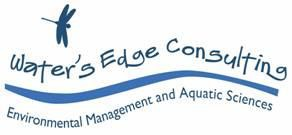 Water's Edge Consulting
Environmental Management and Aquatic Sciences